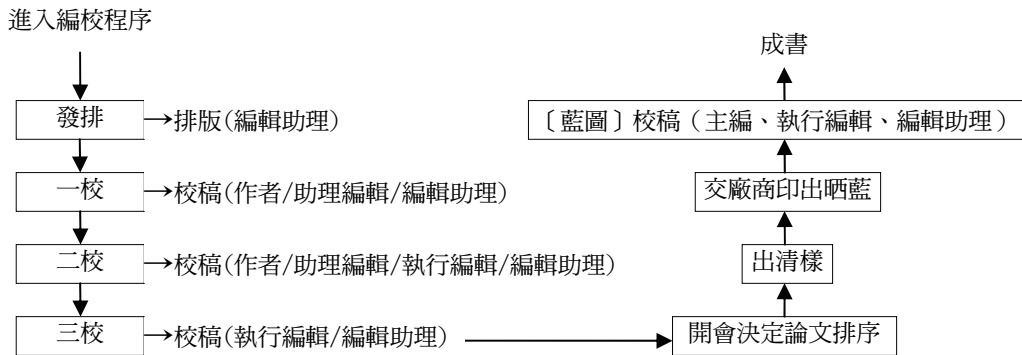 進入編校程序
發排
→排版(編輯助理)
一校
→校稿(作者/助理編輯/編輯助理)
二校
→校稿(作者/助理編輯/執行編輯/編輯助理)
三校
→校稿(執行編輯/編輯助理)
開會決定論文排序
出清樣
交廠商印出晒藍
〔藍圖〕校稿（主編、執行編輯、編輯助理）
成書